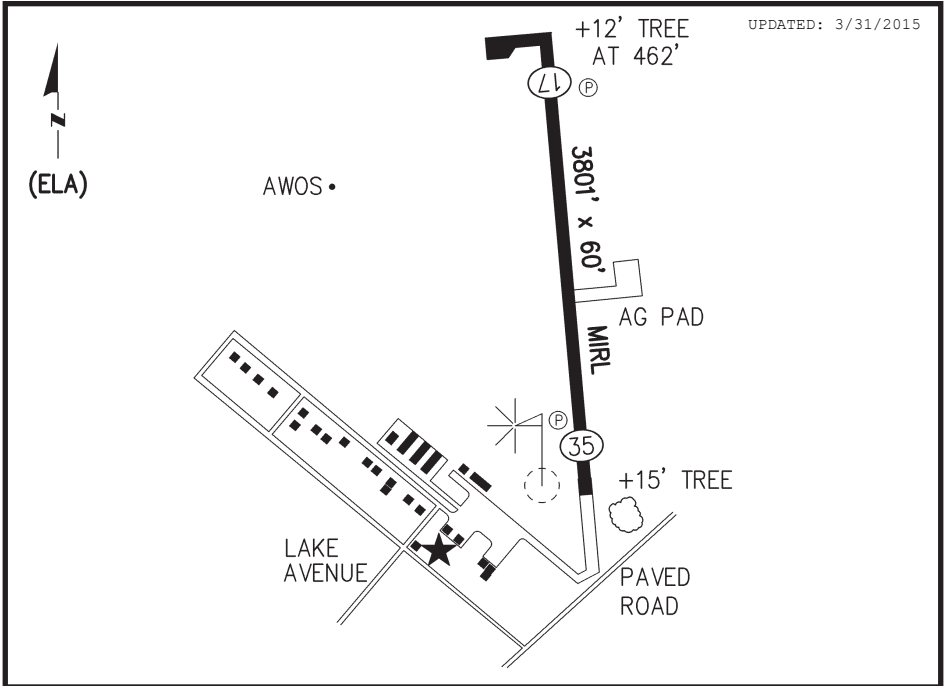 UPDATED: 3/31/2015
+12' TREE
AT 462'
17
P
N
(ELA)
AWOS
3801' x 60'
AG PAD
MIRL
P
35
+15' TREE
LAKE
AVENUE
PAVED
ROAD